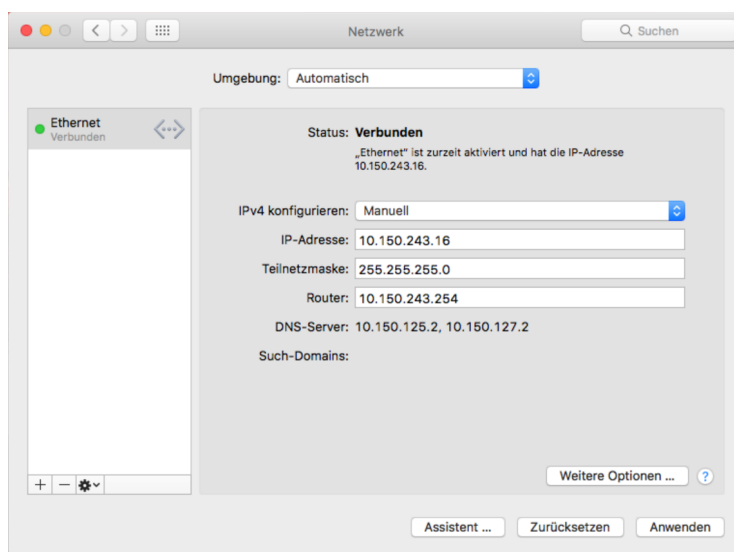 Netzwerk
Suchen
Umgebung: Automatisch
Ethernet
Verbunden
Status: Verbunden
„Ethernet“ ist zurzeit aktiviert und hat die IP-Adresse
10.150.243.16.
IPv4 konfigurieren: Manuell
IP-Adresse: 10.150.243.16
Teilnetzmaske: 255.255.255.0
Router: 10.150.243.254
DNS-Server: 10.150.125.2, 10.150.127.2
Such-Domains:
Weitere Optionen ... ?
Assistent ... Zurücksetzen Anwenden